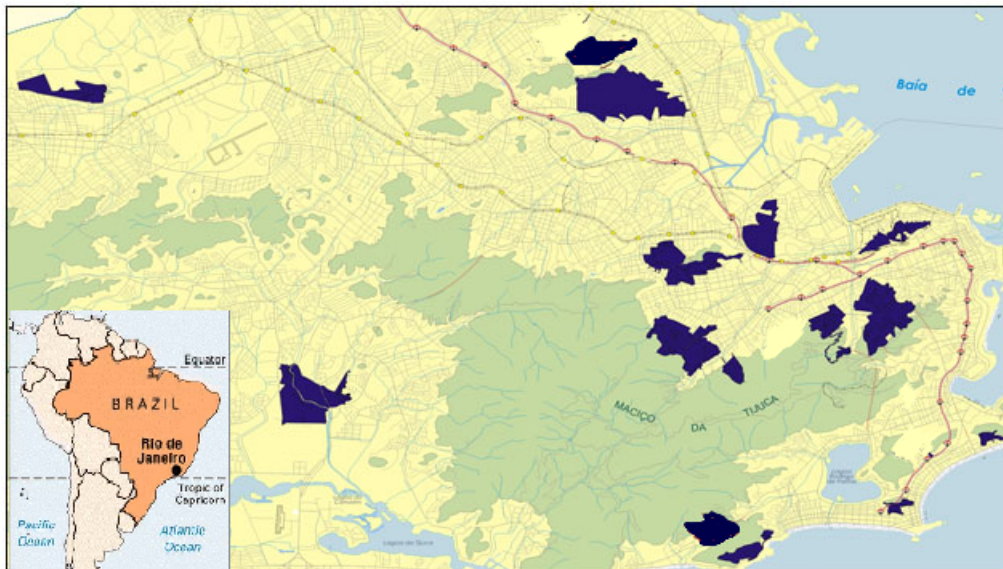 Baía de
MACIÇO
DA
TIJUCA
Equator
BRAZIL
Rio de
Janeiro
Tropic of
Capricorn
Pacific
Ocean
Atlantic
Ocean